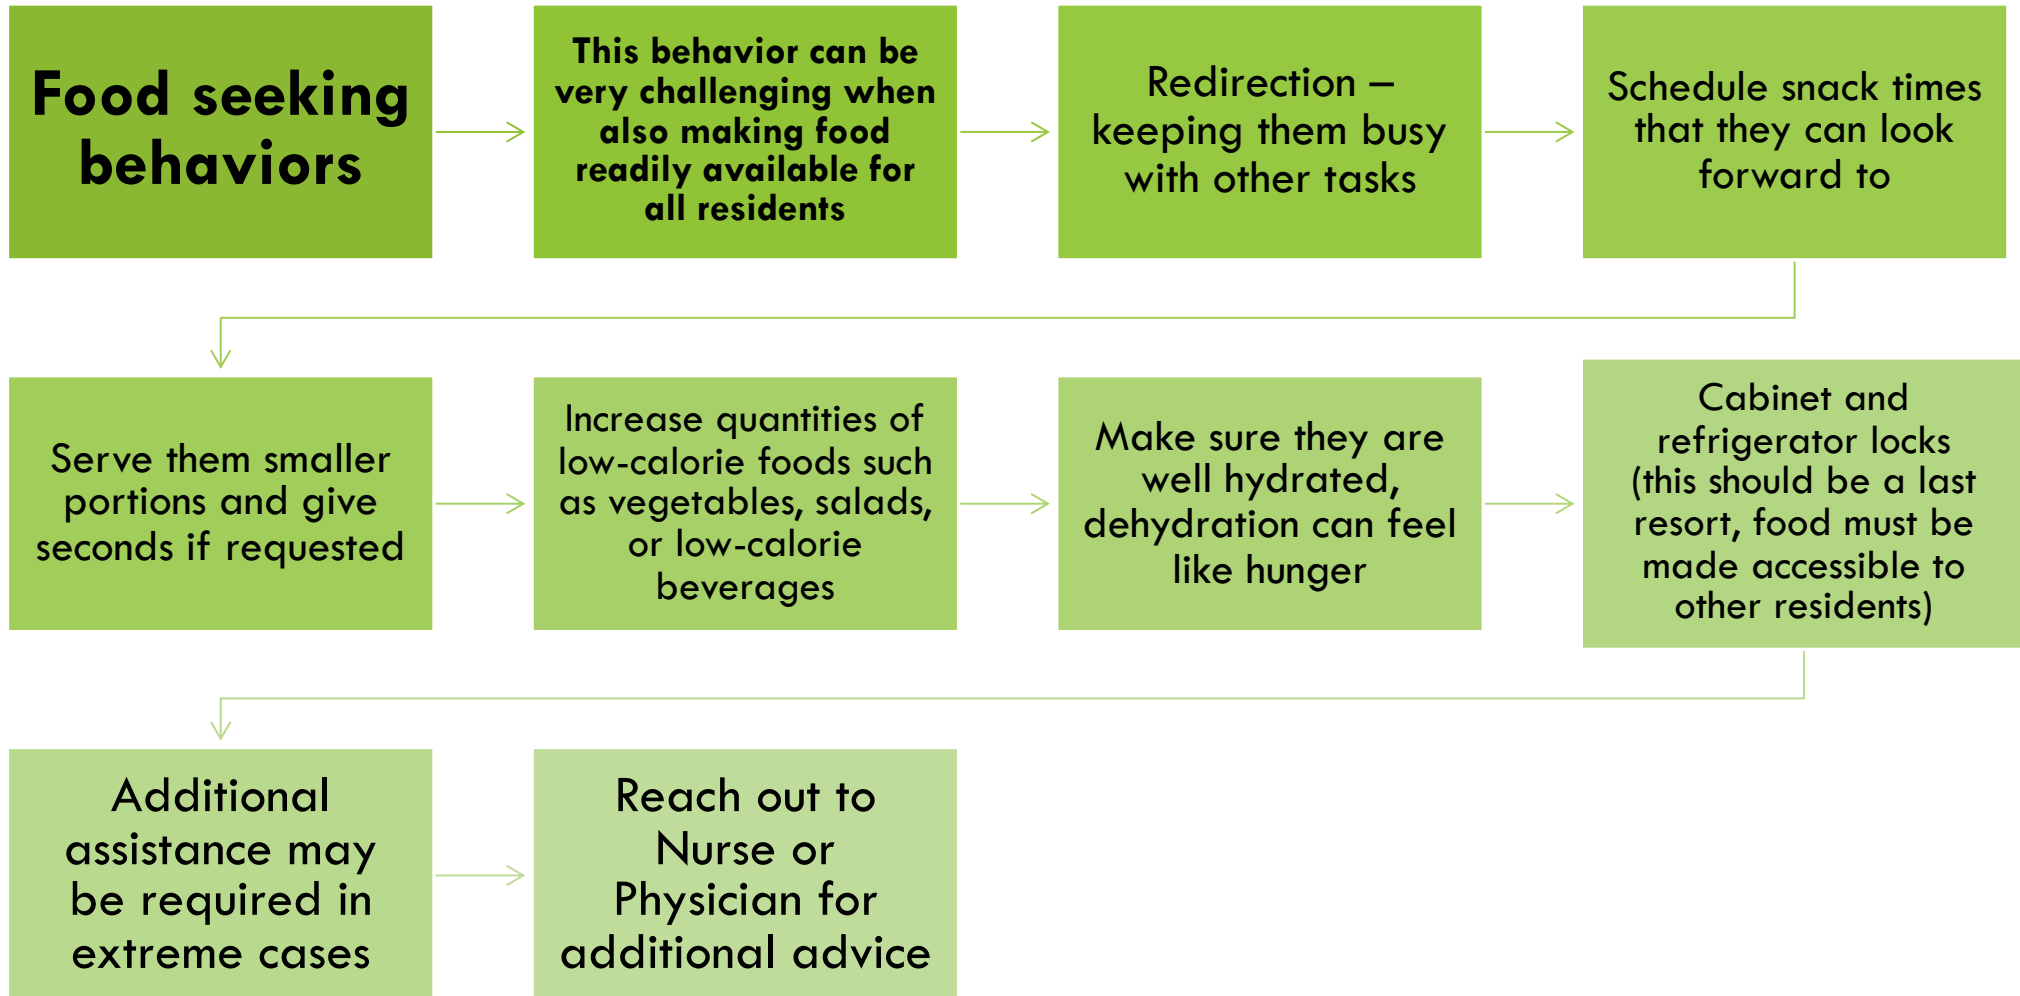 Food seeking
behaviors
This behavior can be
very challenging when
also making food
readily available for
all residents
Redirection –
keeping them busy
with other tasks
Schedule snack times
that they can look
forward to
Serve them smaller
portions and give
seconds if requested
Increase quantities of
low-calorie foods such
as vegetables, salads,
or low-calorie
beverages
Make sure they are
well hydrated,
dehydration can feel
like hunger
Cabinet and
refrigerator locks
(this should be a last
resort, food must be
made accessible to
other residents)
Additional
assistance may
be required in
extreme cases
Reach out to
Nurse or
Physician for
additional advice